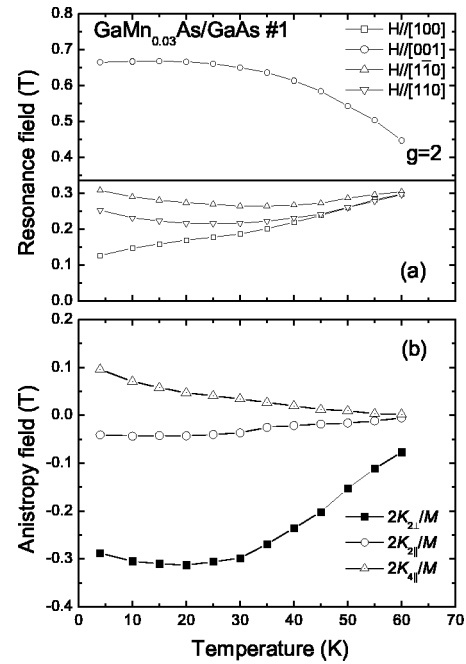 GaMn0.03As/GaAs #1
H//[100]
H//[001]
H//[11̅0]
H//[110]
g=2
(a)
0.8
0.7
0.6
0.5
0.4
0.3
0.2
0.1
0.0
Resonance field (T)
(b)
0.2
0.1
0.0
-0.1
-0.2
-0.3
-0.4
Anistropy field (T)
2K2⊥/M
2K2∥/M
2K4∥/M
0 10 20 30 40 50 60 70
Temperature (K)